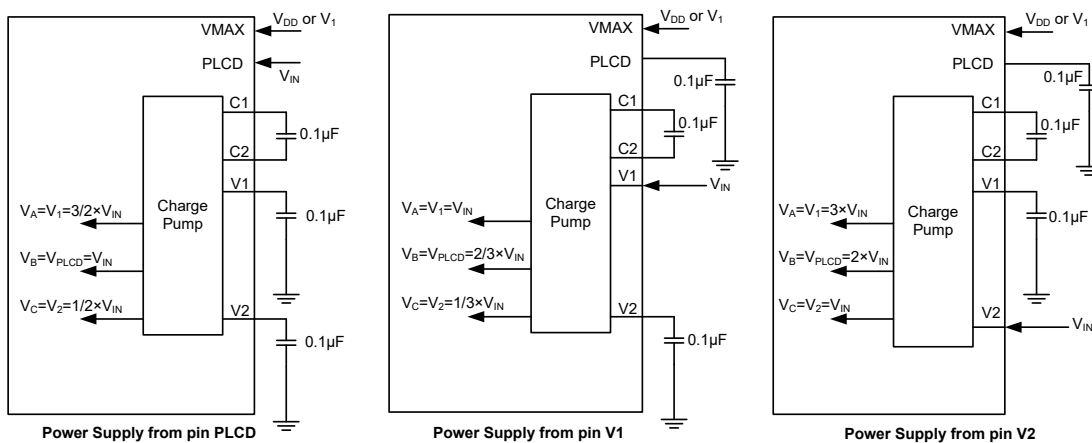 VMAX
V_DD or V_1
PLCD
V_IN
C1
0.1µF
C2
V1
Charge
Pump
V_A=V_1=3/2×V_IN
0.1µF
V_B=V_PLCD=V_IN
V_C=V_2=1/2×V_IN
V2
0.1µF
Power Supply from pin PLCD
V_DD or V_1
VMAX
PLCD
0.1µF
C1
0.1µF
C2
V1
V_IN
Charge
Pump
V_A=V_1=V_IN
V_B=V_PLCD=2/3×V_IN
V_C=V_2=1/3×V_IN
V2
0.1µF
Power Supply from pin V1
V_DD or V_1
VMAX
PLCD
0.1µF
C1
0.1µF
C2
V1
Charge
Pump
V_A=V_1=3×V_IN
0.1µF
V_B=V_PLCD=2×V_IN
V_C=V_2=V_IN
V2
V_IN
Power Supply from pin V2